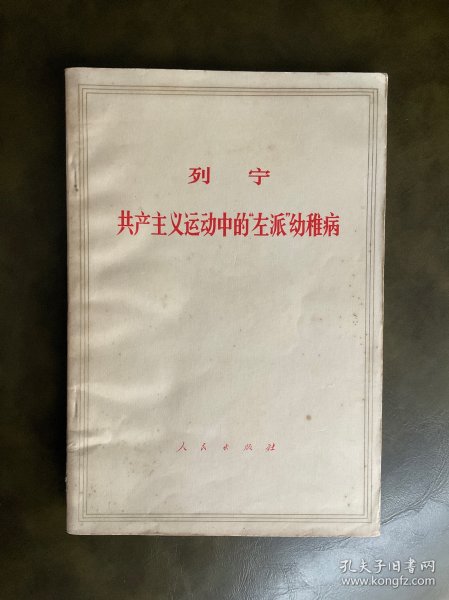 列 宁
共产主义运动中的“左派”幼稚病
人民出版社
孔夫子旧书网
www.kongfz.com